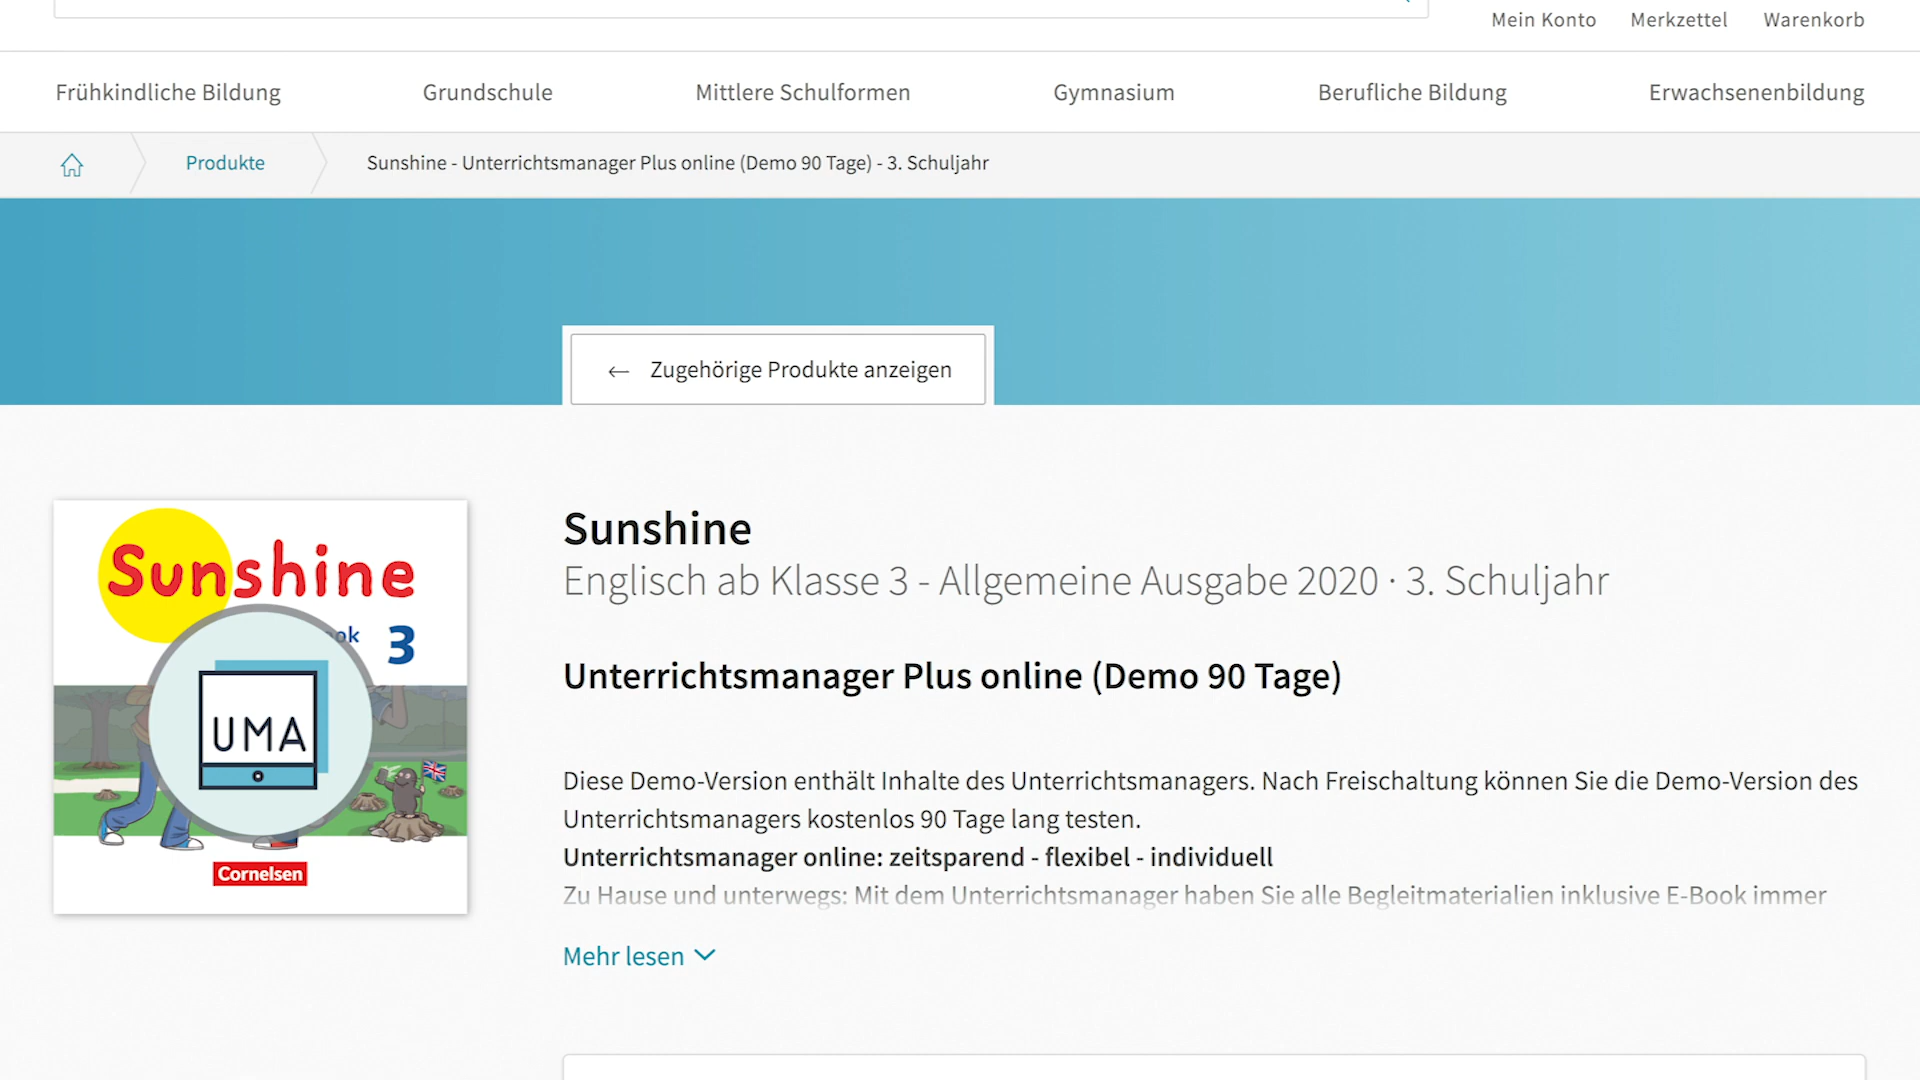 Mein Konto Merkzettel Warenkorb
Frühkindliche Bildung Grundschule Mittlere Schulformen Gymnasium Berufliche Bildung Erwachsenenbildung
Produkte Sunshine - Unterrichtsmanager Plus online (Demo 90 Tage) - 3. Schuljahr
← Zugehörige Produkte anzeigen
Sunshine
3
UMA
Cornelsen
Sunshine
Englisch ab Klasse 3 - Allgemeine Ausgabe 2020 · 3. Schuljahr
Unterrichtsmanager Plus online (Demo 90 Tage)
Diese Demo-Version enthält Inhalte des Unterrichtsmanagers. Nach Freischaltung können Sie die Demo-Version des
Unterrichtsmanagers kostenlos 90 Tage lang testen.
Unterrichtsmanager online: zeitsparend - flexibel - individuell
Zu Hause und unterwegs: Mit dem Unterrichtsmanager haben Sie alle Begleitmaterialien inklusive E-Book immer
Mehr lesen